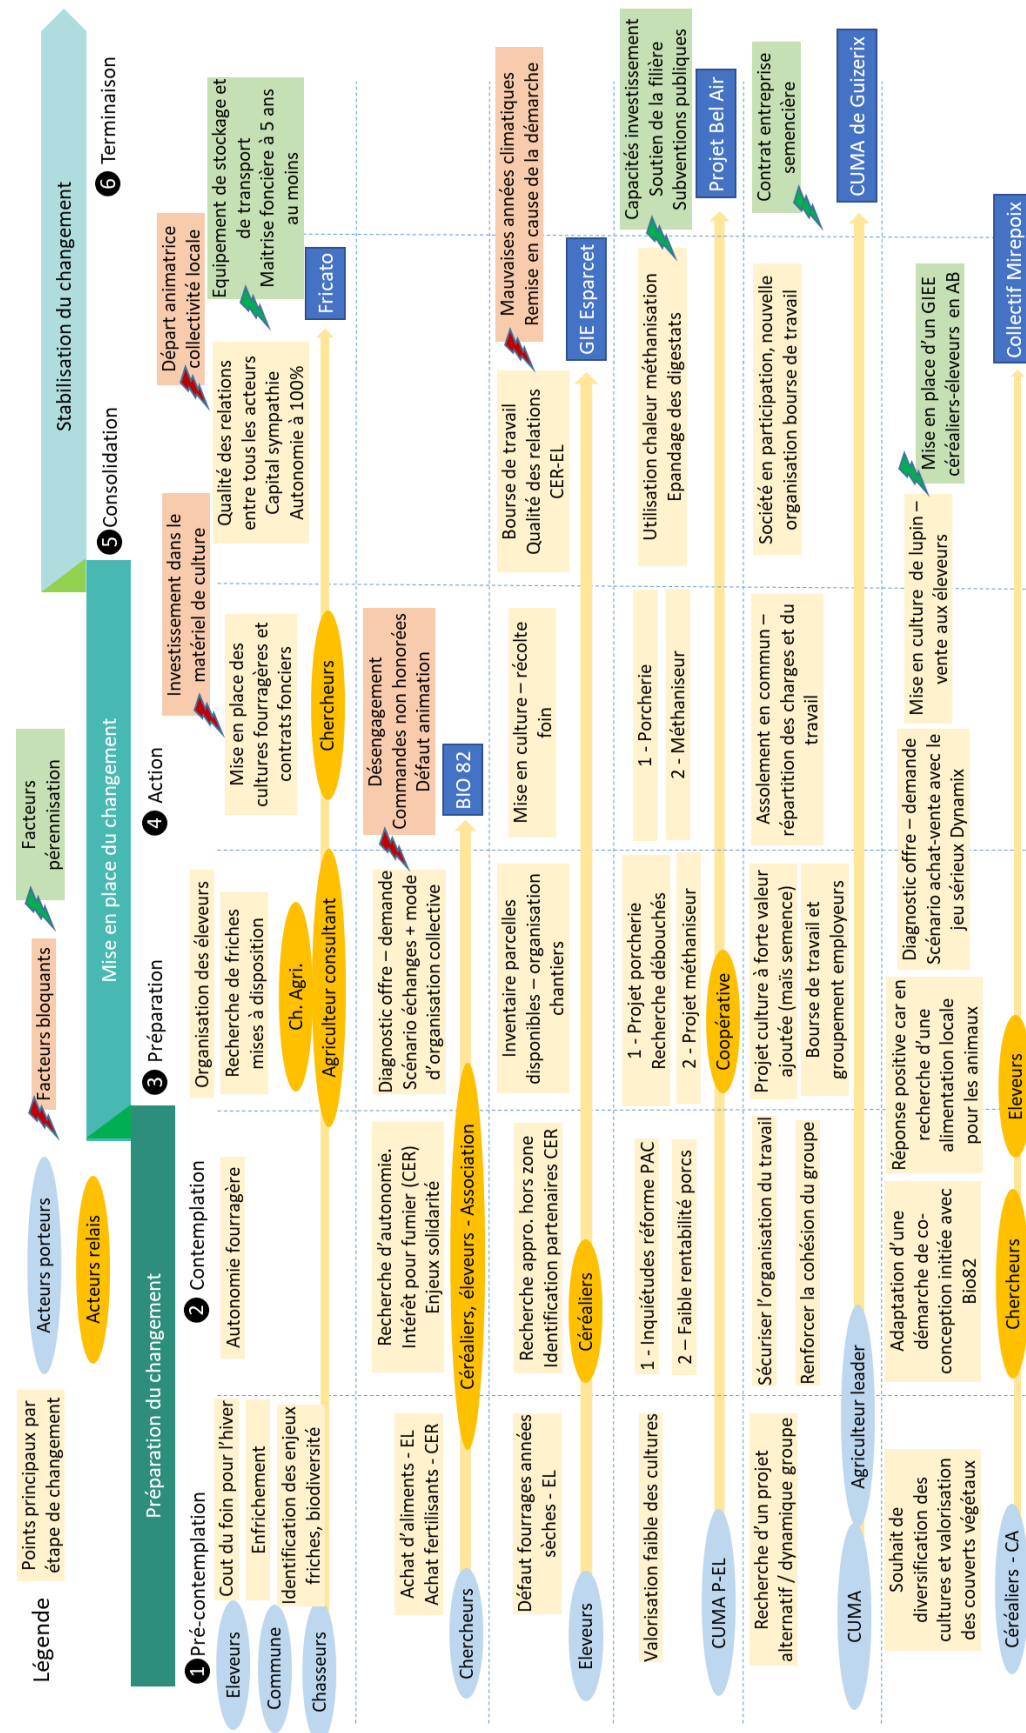 Légende
Points principaux par
étape de changement
Acteurs porteurs
Acteurs relais
Facteurs bloquants
Facteurs
pérennisation
Préparation du changement
Mise en place du changement
Stabilisation du changement
1 Pré-contemplation
2 Contemplation
3 Préparation
4 Action
5 Consolidation
6 Terminaison
Eleveurs
Commune
Chasseurs
Cout du foin pour l'hiver
Enfrichement
Identification des enjeux
friches, biodiversité
Autonomie fourragère
Organisation des éleveurs
Recherche de friches
mises à disposition
Ch. Agri.
Agriculteur consultant
Investissement dans le
matériel de culture
Mise en place des
cultures fourragères et
contrats fonciers
Chercheurs
Départ animatrice
collectivité locale
Qualité des relations
entre tous les acteurs
Capital sympathie
Autonomie à 100%
Equipement de stockage et
de transport
Maitrise foncière à 5 ans
au moins
Fricato
Achat d'aliments - EL
Achat fertilisants - CER
Chercheurs
Recherche d'autonomie.
Intérêt pour fumier (CER)
Enjeux solidarité
Céréaliers, éleveurs - Association
Diagnostic offre – demande
Scénario échanges + mode
d'organisation collective
Désengagement
Commandes non honorées
Défaut animation
BIO 82
Défaut fourrages années
sèches - EL
Eleveurs
Recherche appro. hors zone
Identification partenaires CER
Céréaliers
Inventaire parcelles
disponibles – organisation
chantiers
Mise en culture – récolte
foin
Bourse de travail
Qualité des relations
CER-EL
Mauvaises années climatiques
Remise en cause de la démarche
GIE Esparcet
Valorisation faible des cultures
CUMA P-EL
1 - Inquiétudes réforme PAC
2 – Faible rentabilité porcs
1 - Projet porcherie
Recherche débouchés
2 - Projet méthaniseur
Coopérative
1 - Porcherie
2 - Méthaniseur
Utilisation chaleur méthanisation
Epandage des digestats
Capacités investissement
Soutien de la filière
Subventions publiques
Projet Bel Air
Recherche d'un projet
alternatif / dynamique groupe
CUMA
Agriculteur leader
Sécuriser l'organisation du travail
Renforcer la cohésion du groupe
Projet culture à forte valeur
ajoutée (maïs semence)
Bourse de travail et
groupement employeurs
Assolement en commun –
répartition des charges et du
travail
Société en participation, nouvelle
organisation bourse de travail
Contrat entreprise
semencière
CUMA de Guizerix
Souhait de
diversification des
cultures et valorisation
des couverts végétaux
Céréaliers - CA
Adaptation d'une
démarche de co-
conception initiée avec
Bio82
Chercheurs
Réponse positive car en
recherche d'une
alimentation locale
pour les animaux
Eleveurs
Diagnostic offre – demande
Scénario achat-vente avec le
jeu sérieux Dynamix
Mise en culture de lupin –
vente aux éleveurs
Mise en place d'un GIEE
céréaliers-éleveurs en AB
Collectif Mirepoix